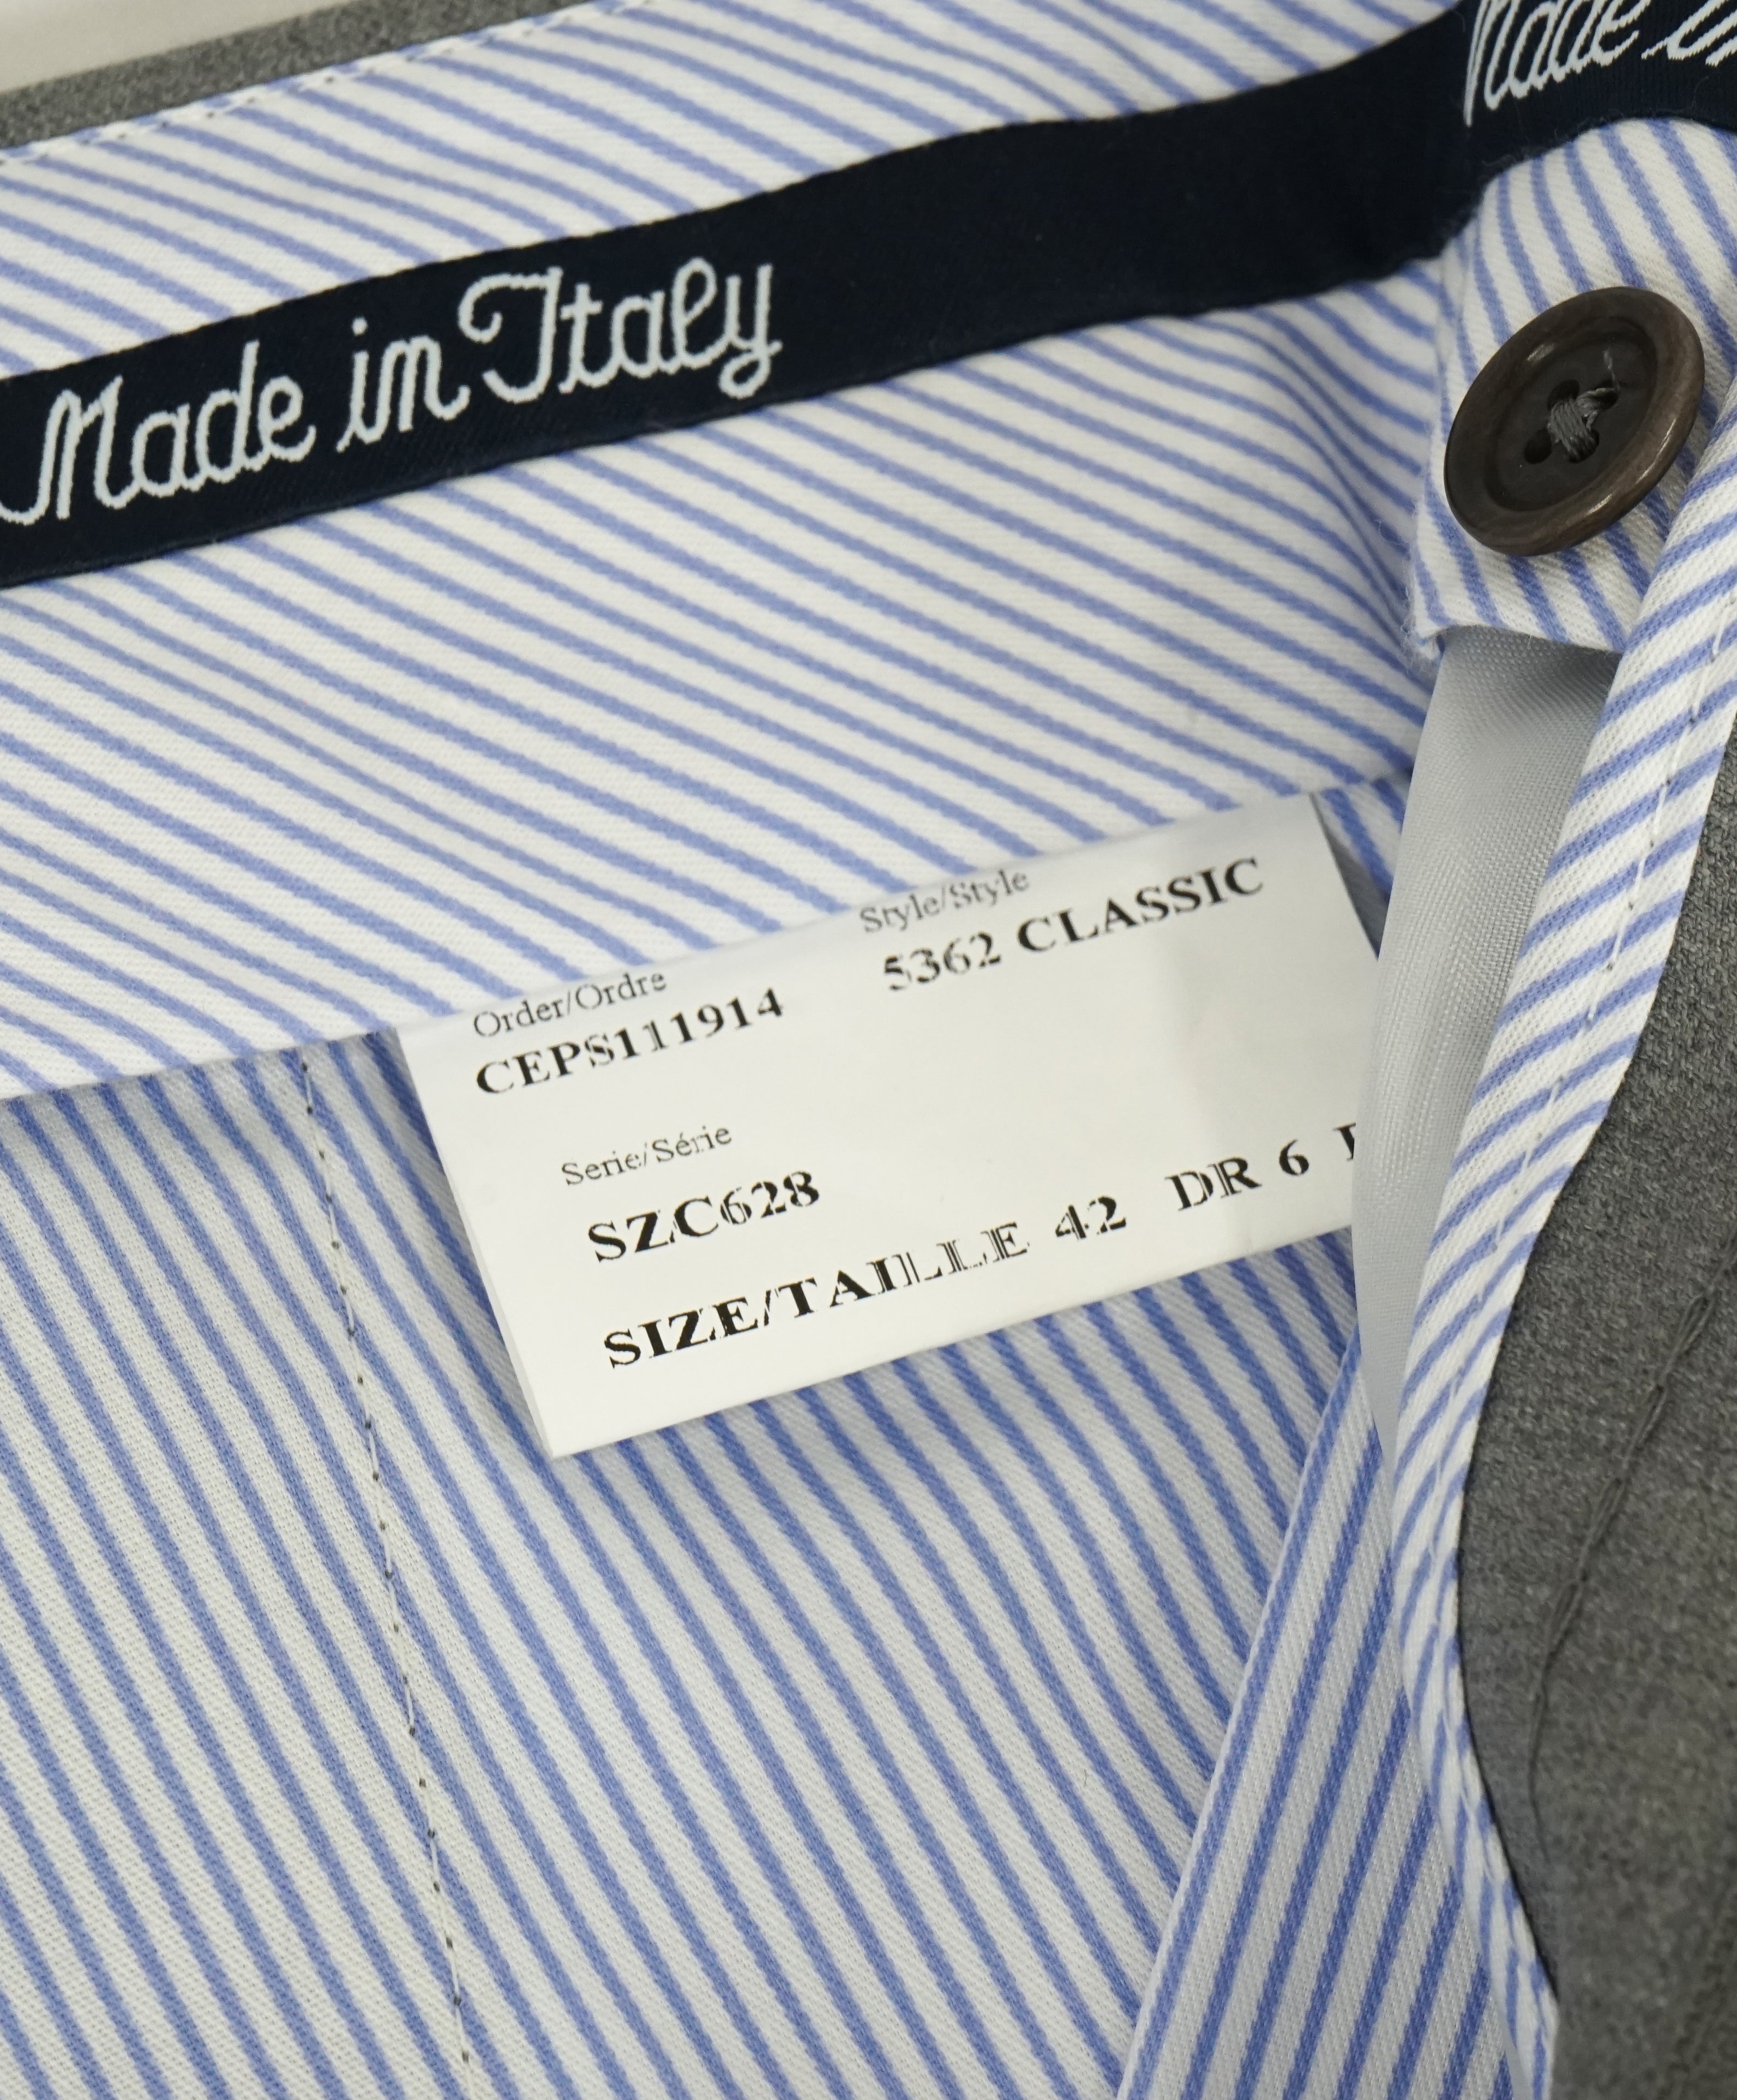 Made in
Made in Italy
Style/Style
5362 CLASSIC
Order/Ordre
CEPS111914
Serie/Série
SZC628
SIZE/TAILLE 42 DR 6